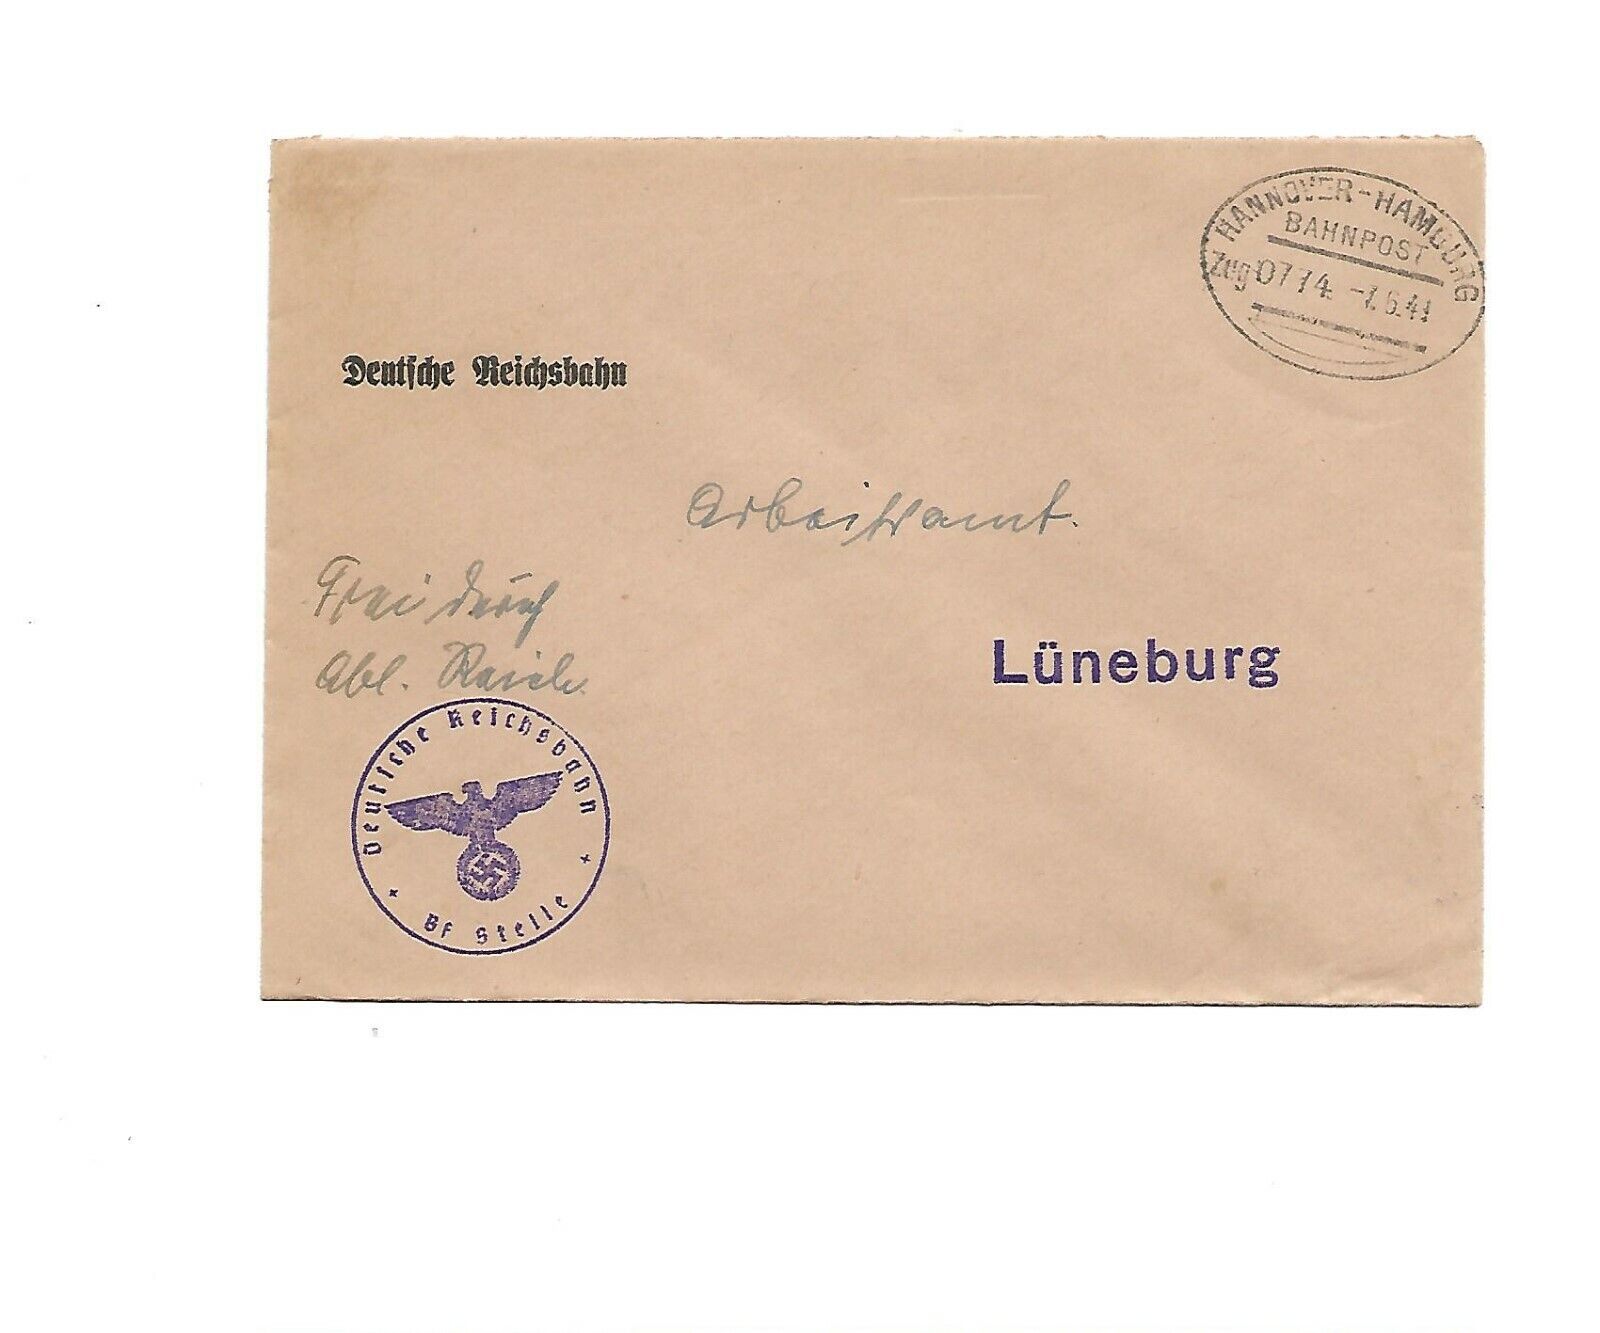 HANNOVER-HAMBURG
BAHNPOST
Zug 0774 -7.6.41
Deutsche Reichsbahn
Arbeitsamt.
Frei durch
Abl. Reich.
Lüneburg
Deutsche Reichsbahn
Bf Stelle